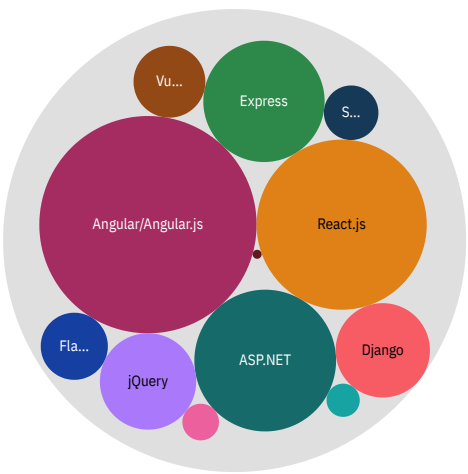 Vu...
Express
S...
Angular/Angular.js
React.js
Fla...
jQuery
ASP.NET
Django